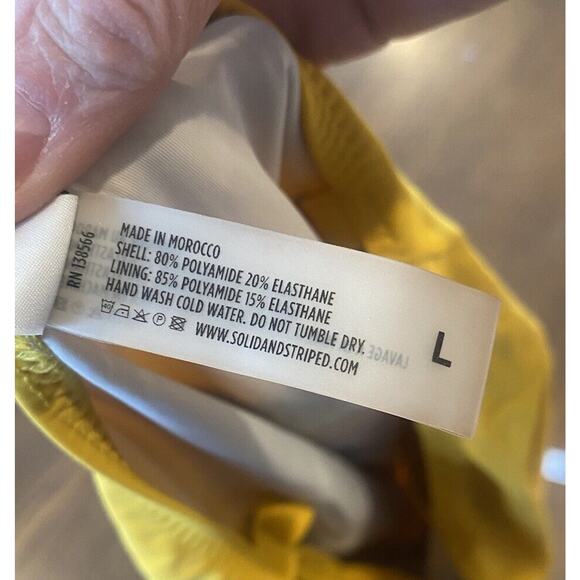 RN 138566
MADE IN MOROCCO
SHELL: 80% POLYAMIDE 20% ELASTHANE
LINING: 85% POLYAMIDE 15% ELASTHANE
HAND WASH COLD WATER. DO NOT TUMBLE DRY.
WWW.SOLIDANDSTRIPED.COM
L
LAVAGE